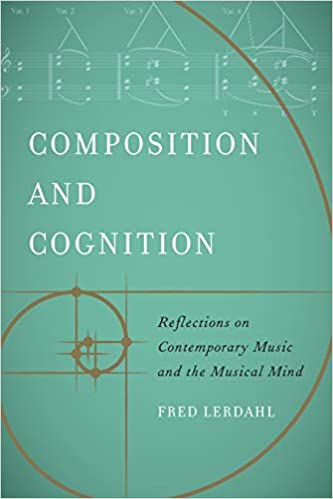 Var. 1 Var. 2 Var. 3 Var. 4
T S T T
COMPOSITION
AND
COGNITION
Reflections on
Contemporary Music
and the Musical Mind
FRED LERDAHL